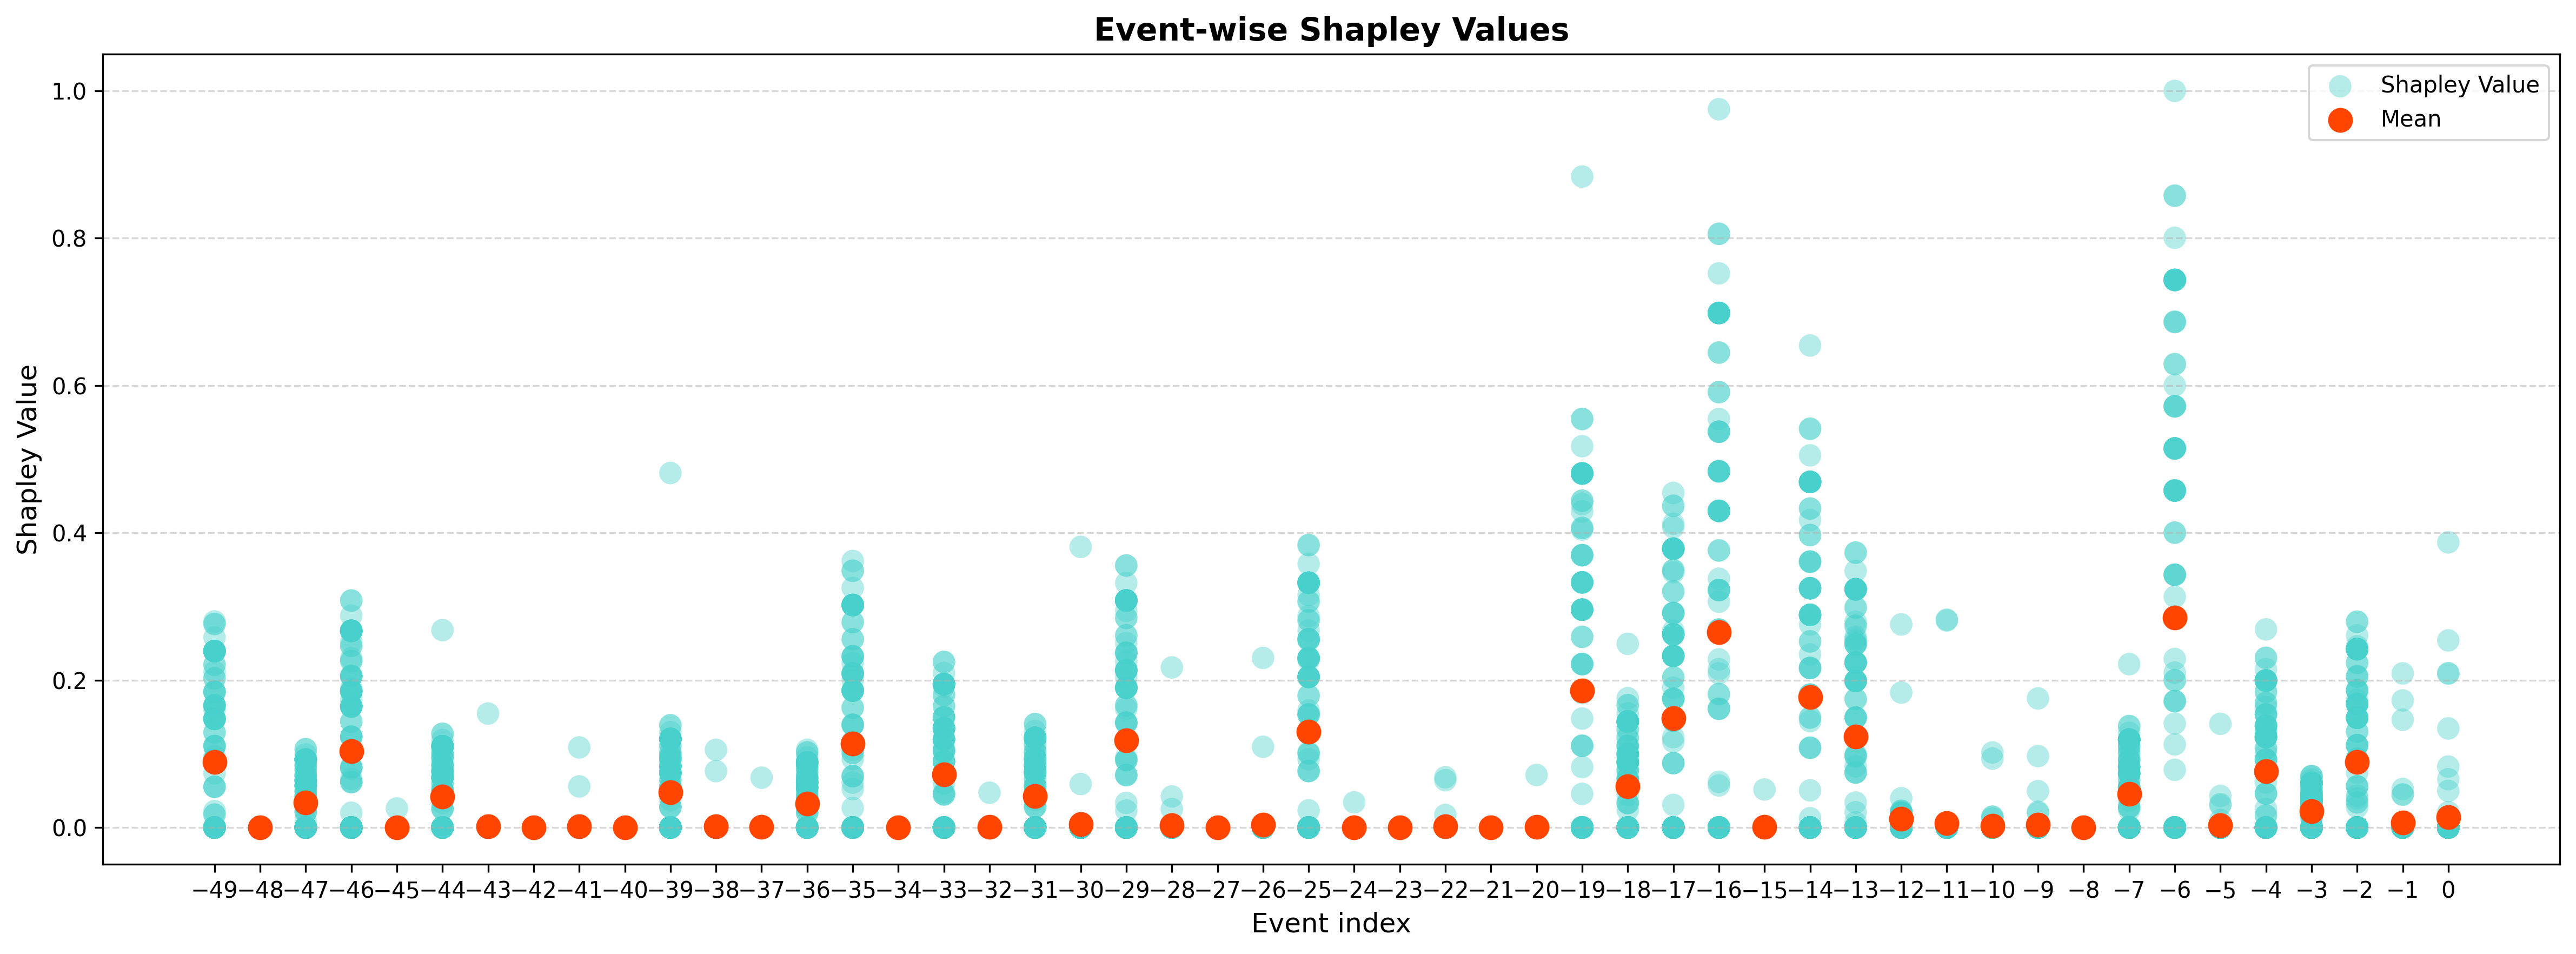 Event-wise Shapley Values
Shapley Value
Mean
1.0
0.8
0.6
0.4
0.2
0.0
Shapley Value
−49 −48 −47 −46 −45 −44 −43 −42 −41 −40 −39 −38 −37 −36 −35 −34 −33 −32 −31 −30 −29 −28 −27 −26 −25 −24 −23 −22 −21 −20 −19 −18 −17 −16 −15 −14 −13 −12 −11 −10 −9 −8 −7 −6 −5 −4 −3 −2 −1 0
Event index